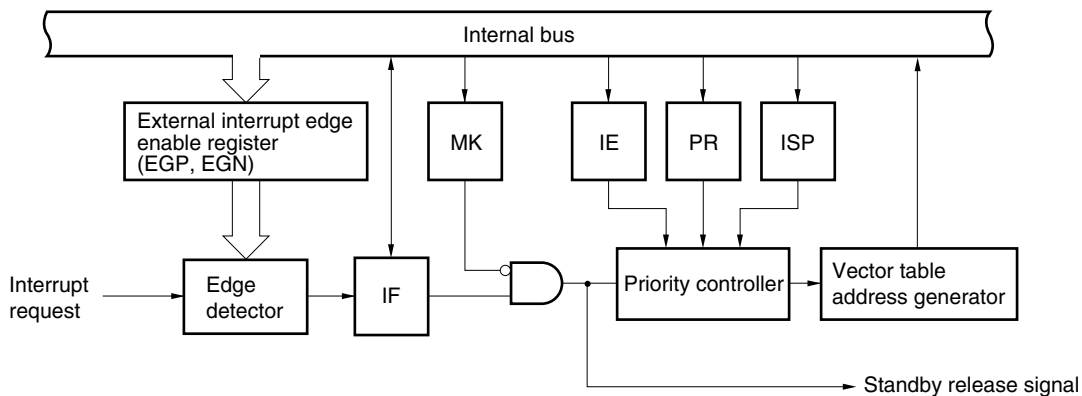 Internal bus
External interrupt edge
enable register
(EGP, EGN)
MK
IE
PR
ISP
Interrupt
request
Edge
detector
IF
Priority controller
Vector table
address generator
Standby release signal